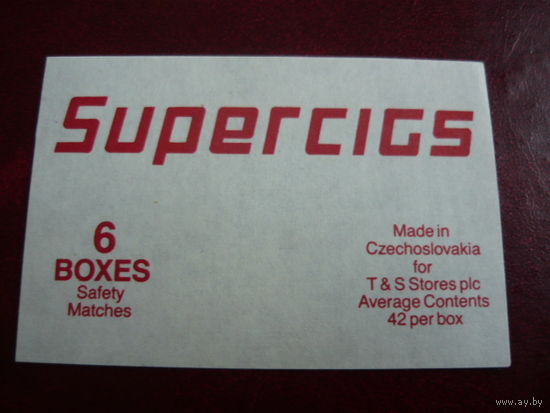 Supercigs
6
BOXES
Safety
Matches
Made in
Czechoslovakia
for
T & S Stores plc
Average Contents
42 per box
www.ay.by